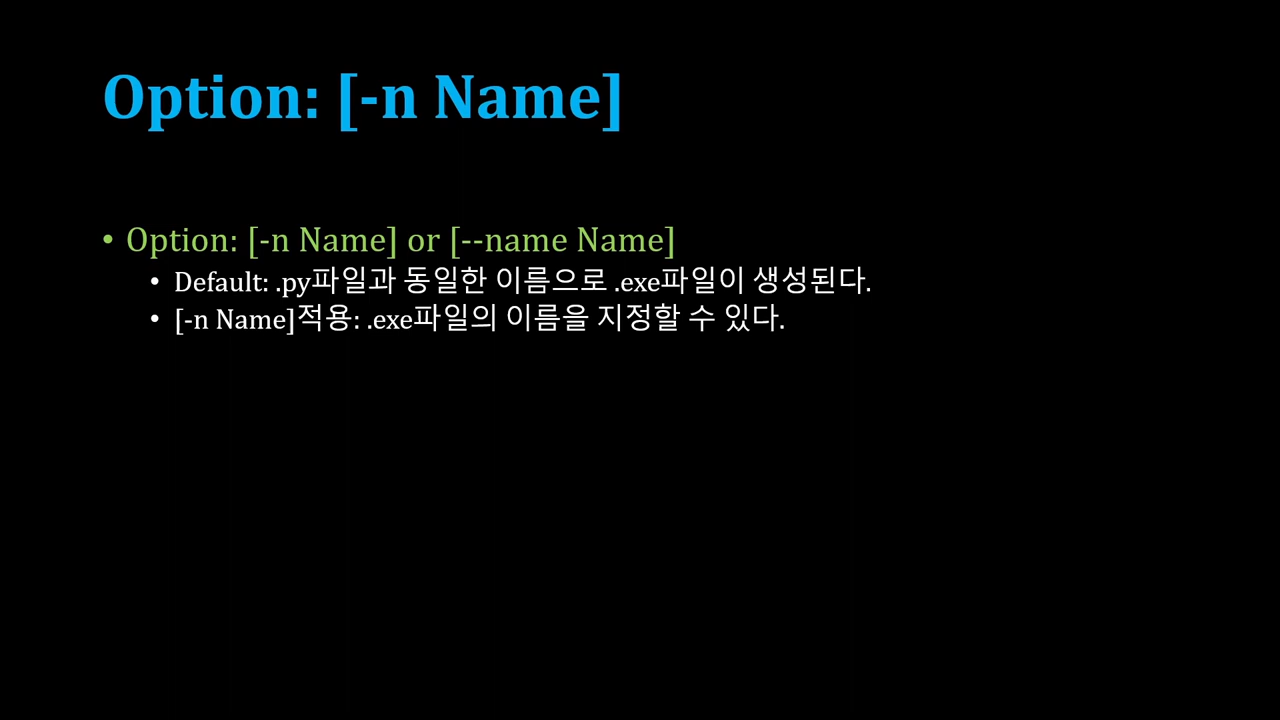 Option: [-n Name]
• Option: [-n Name] or [--name Name]
• Default: .py파일과 동일한 이름으로 .exe파일이 생성된다.
• [-n Name]적용: .exe파일의 이름을 지정할 수 있다.